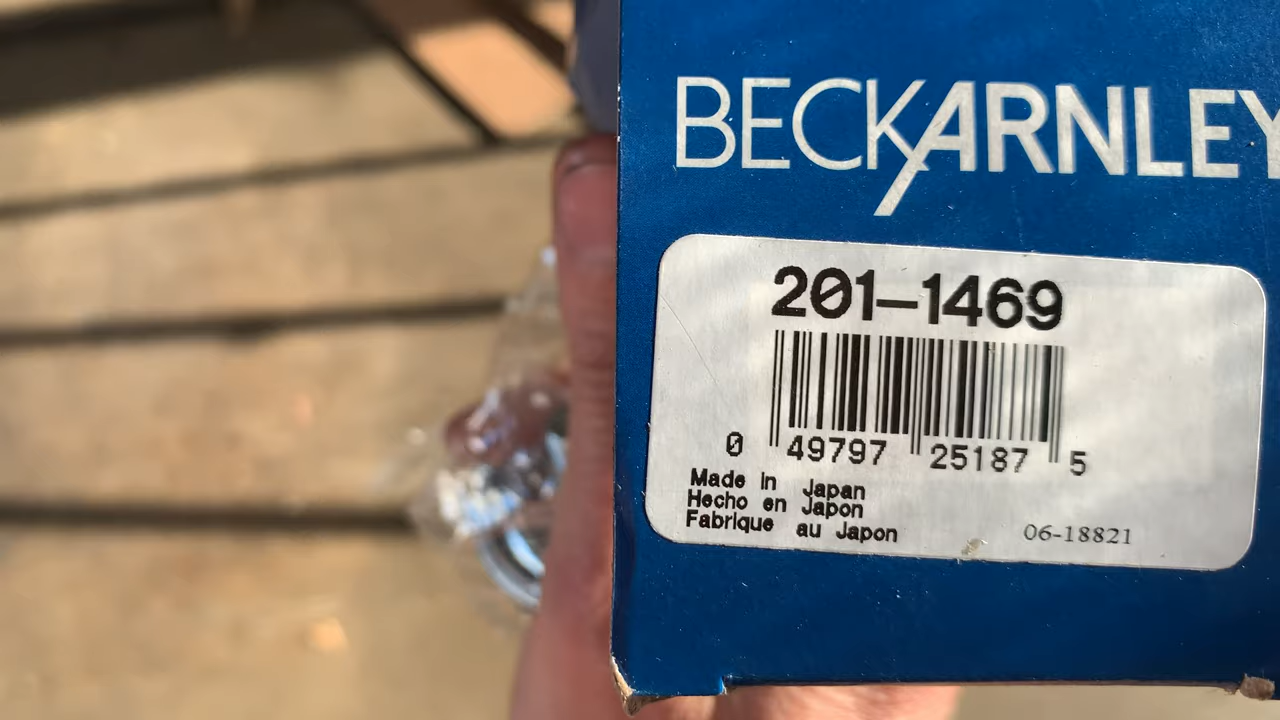 BECKARNLEY
201-1469
0 49797 25187 5
Made in Japan
Hecho en Japon
Fabrique au Japon
06-18821